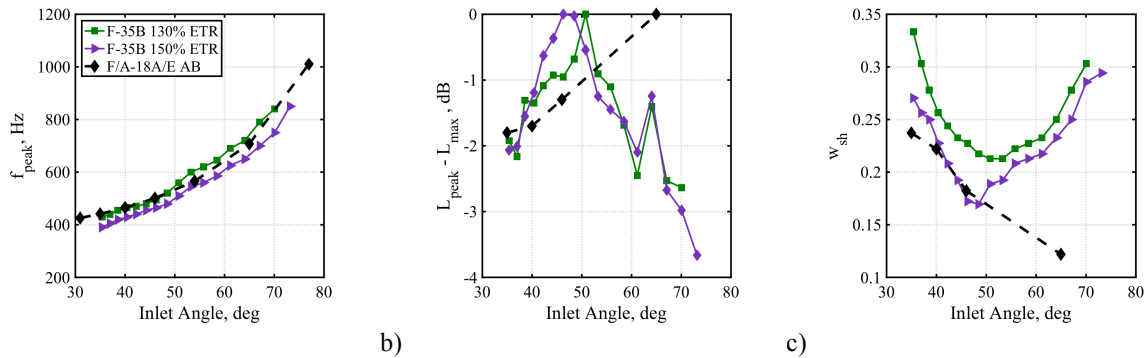 1200
1000
800
600
400
200
30 40 50 60 70 80
f_peak, Hz
Inlet Angle, deg
F-35B 130% ETR
F-35B 150% ETR
F/A-18A/E AB
0
-1
-2
-3
-4
30 40 50 60 70 80
L_peak - L_max , dB
Inlet Angle, deg
b)
0.35
0.3
0.25
0.2
0.15
0.1
30 40 50 60 70 80
w_sh
Inlet Angle, deg
c)